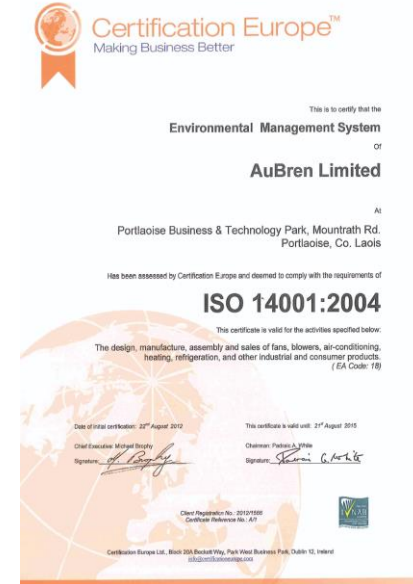 Certification Europe™
Making Business Better
This is to certify that the
Environmental Management System
Of
AuBren Limited
At
Portlaoise Business & Technology Park, Mountrath Rd.
Portlaoise, Co. Laois
Has been assessed by Certification Europe and deemed to comply with the requirements of
ISO 14001:2004
This certificate is valid for the activities specified below:
The design, manufacture, assembly and sales of fans, blowers, air-conditioning,
heating, refrigeration, and other industrial and consumer products.
( EA Code: 18)
Date of initial certification: 22nd August 2012
This certificate is valid until: 21st August 2015
Chief Executive: Michael Brophy
Chairman: Padraic A. White
Signature:
Signature:
Client Registration No.: 2012/1565
Certificate Reference No.: A/1
Certification Europe Ltd., Block 20A Beckett Way, Park West Business Park, Dublin 12, Ireland
info@certificationeurope.com